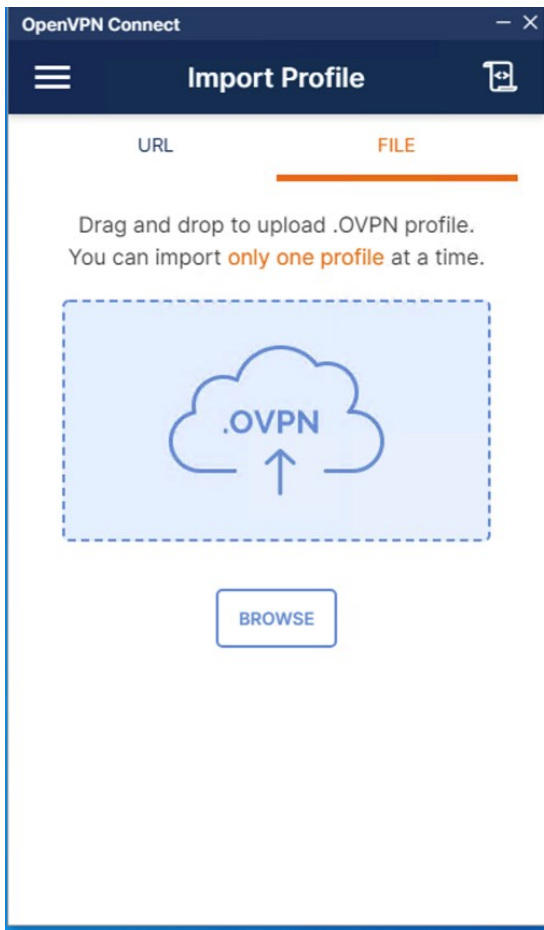 OpenVPN Connect
Import Profile
URL
FILE
Drag and drop to upload .OVPN profile.
You can import only one profile at a time.
.OVPN
BROWSE